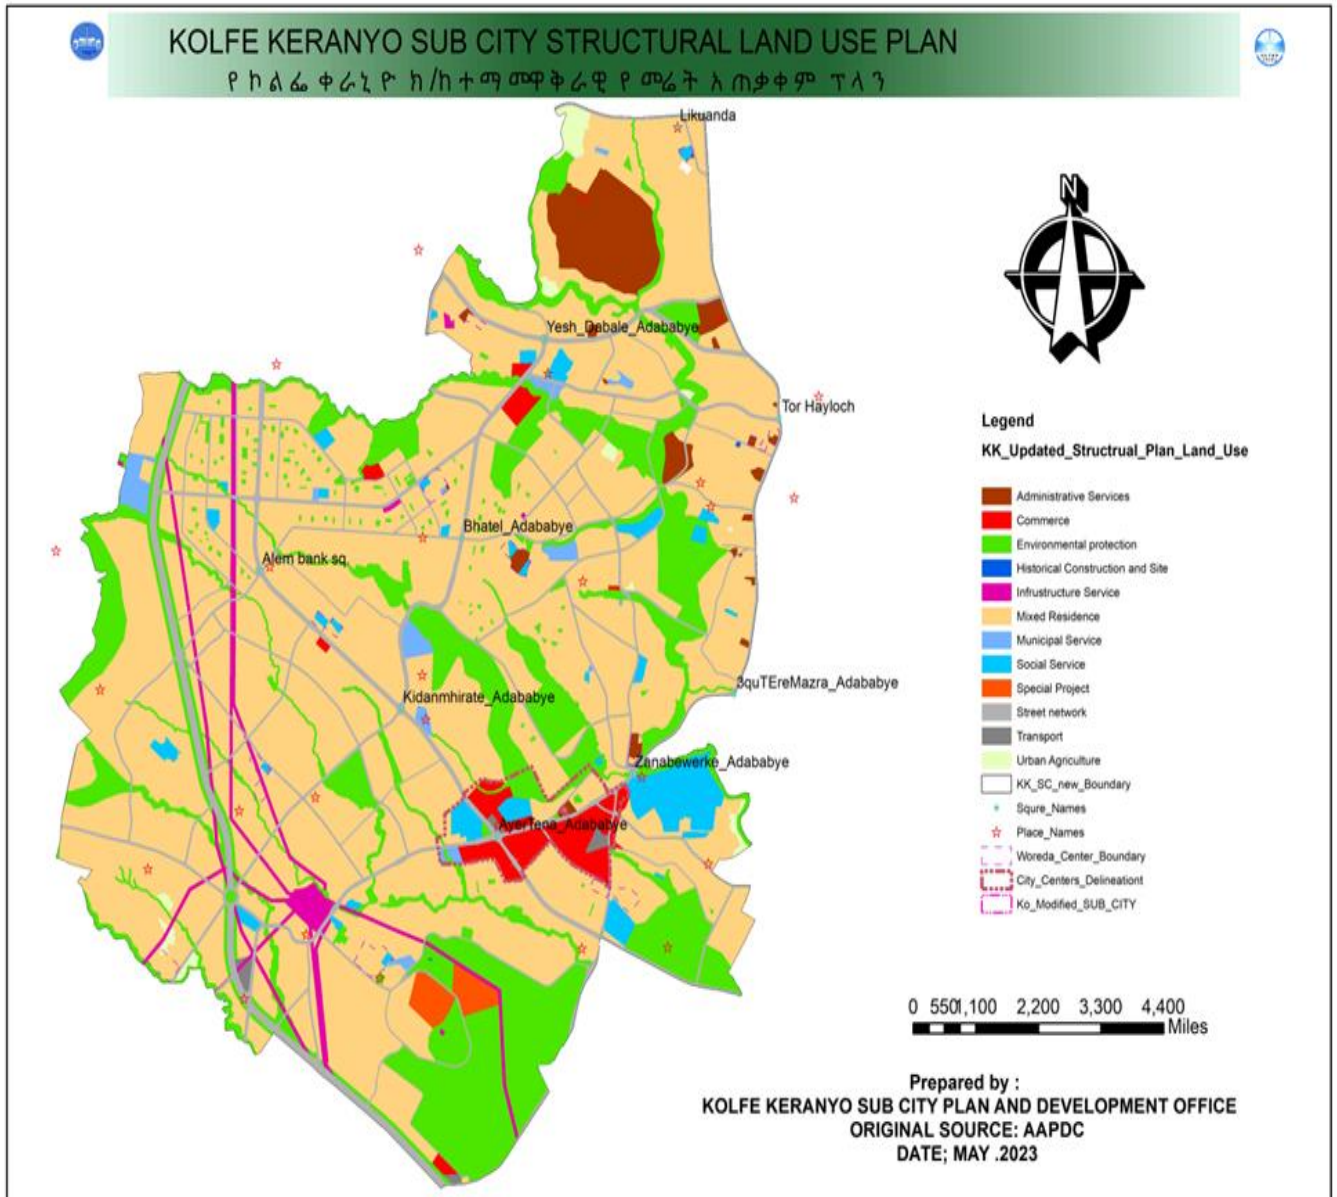 KOLFE KERANYO SUB CITY STRUCTURAL LAND USE PLAN
የኮልፌ ቀራኒዮ ክ/ከተማ መዋቅራዊ የመሬት አጠቃቀም ፕላን
Likuanda
N
Yesh_Dabale_Adababye
Tor Hayloch
Bhatel_Adababye
Alem bank sq
3quTEreMazra_Adababye
Kidanmhirate_Adababye
Zanabewerke_Adababye
AyerTena_Adababye
Legend
KK_Updated_Structrual_Plan_Land_Use
Administrative Services
Commerce
Environmental protection
Historical Construction and Site
Infrustructure Service
Mixed Residence
Municipal Service
Social Service
Special Project
Street network
Transport
Urban Agriculture
KK_SC_new_Boundary
Squre_Names
Place_Names
Woreda_Center_Boundary
City_Centers_Delineationt
Ko_Modified_SUB_CITY
0 550 1,100 2,200 3,300 4,400
Miles
Prepared by :
KOLFE KERANYO SUB CITY PLAN AND DEVELOPMENT OFFICE
ORIGINAL SOURCE: AAPDC
DATE; MAY .2023